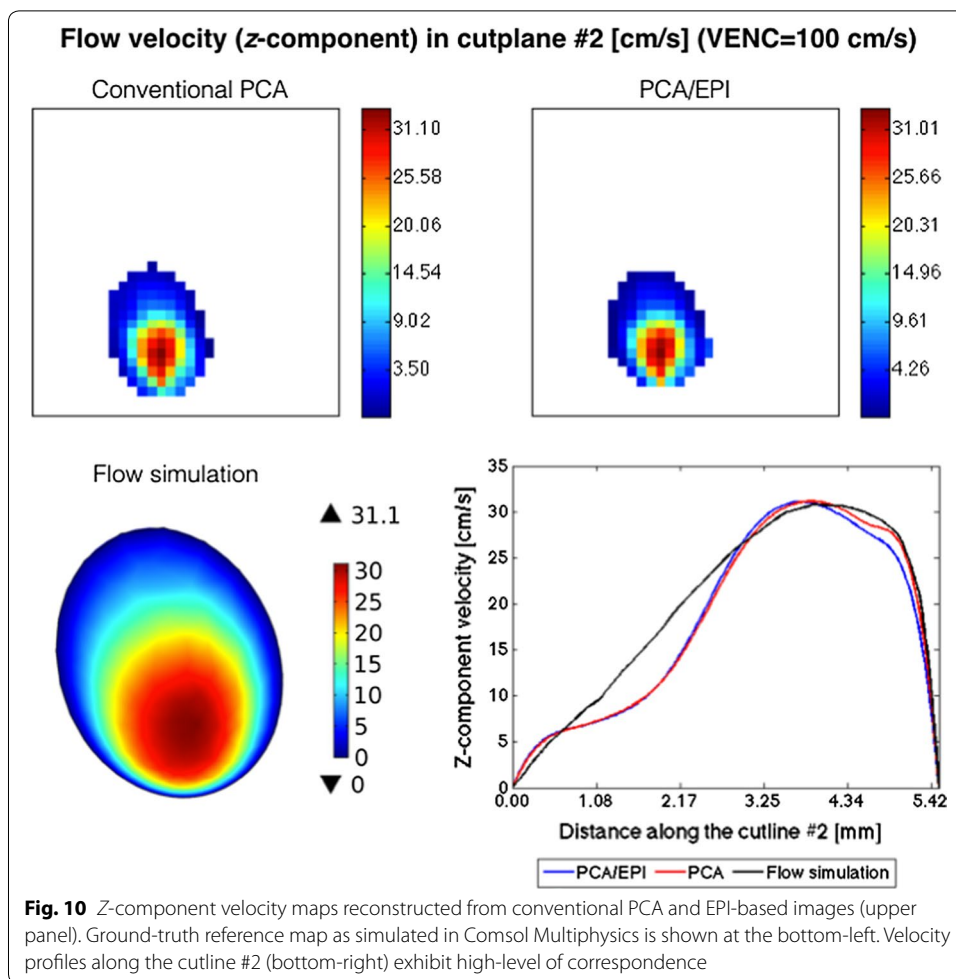 Flow velocity (z-component) in cutplane #2 [cm/s] (VENC=100 cm/s)
Conventional PCA
31.10
25.58
20.06
14.54
9.02
3.50
PCA/EPI
31.01
25.66
20.31
14.96
9.61
4.26
Flow simulation
31.1
30
25
20
15
10
5
0
0
Z-component velocity [cm/s]
35
30
25
20
15
10
5
0
0.00 1.08 2.17 3.25 4.34 5.42
Distance along the cutline #2 [mm]
PCA/EPI PCA Flow simulation
Fig. 10 Z-component velocity maps reconstructed from conventional PCA and EPI-based images (upper
panel). Ground-truth reference map as simulated in Comsol Multiphysics is shown at the bottom-left. Velocity
profiles along the cutline #2 (bottom-right) exhibit high-level of correspondence